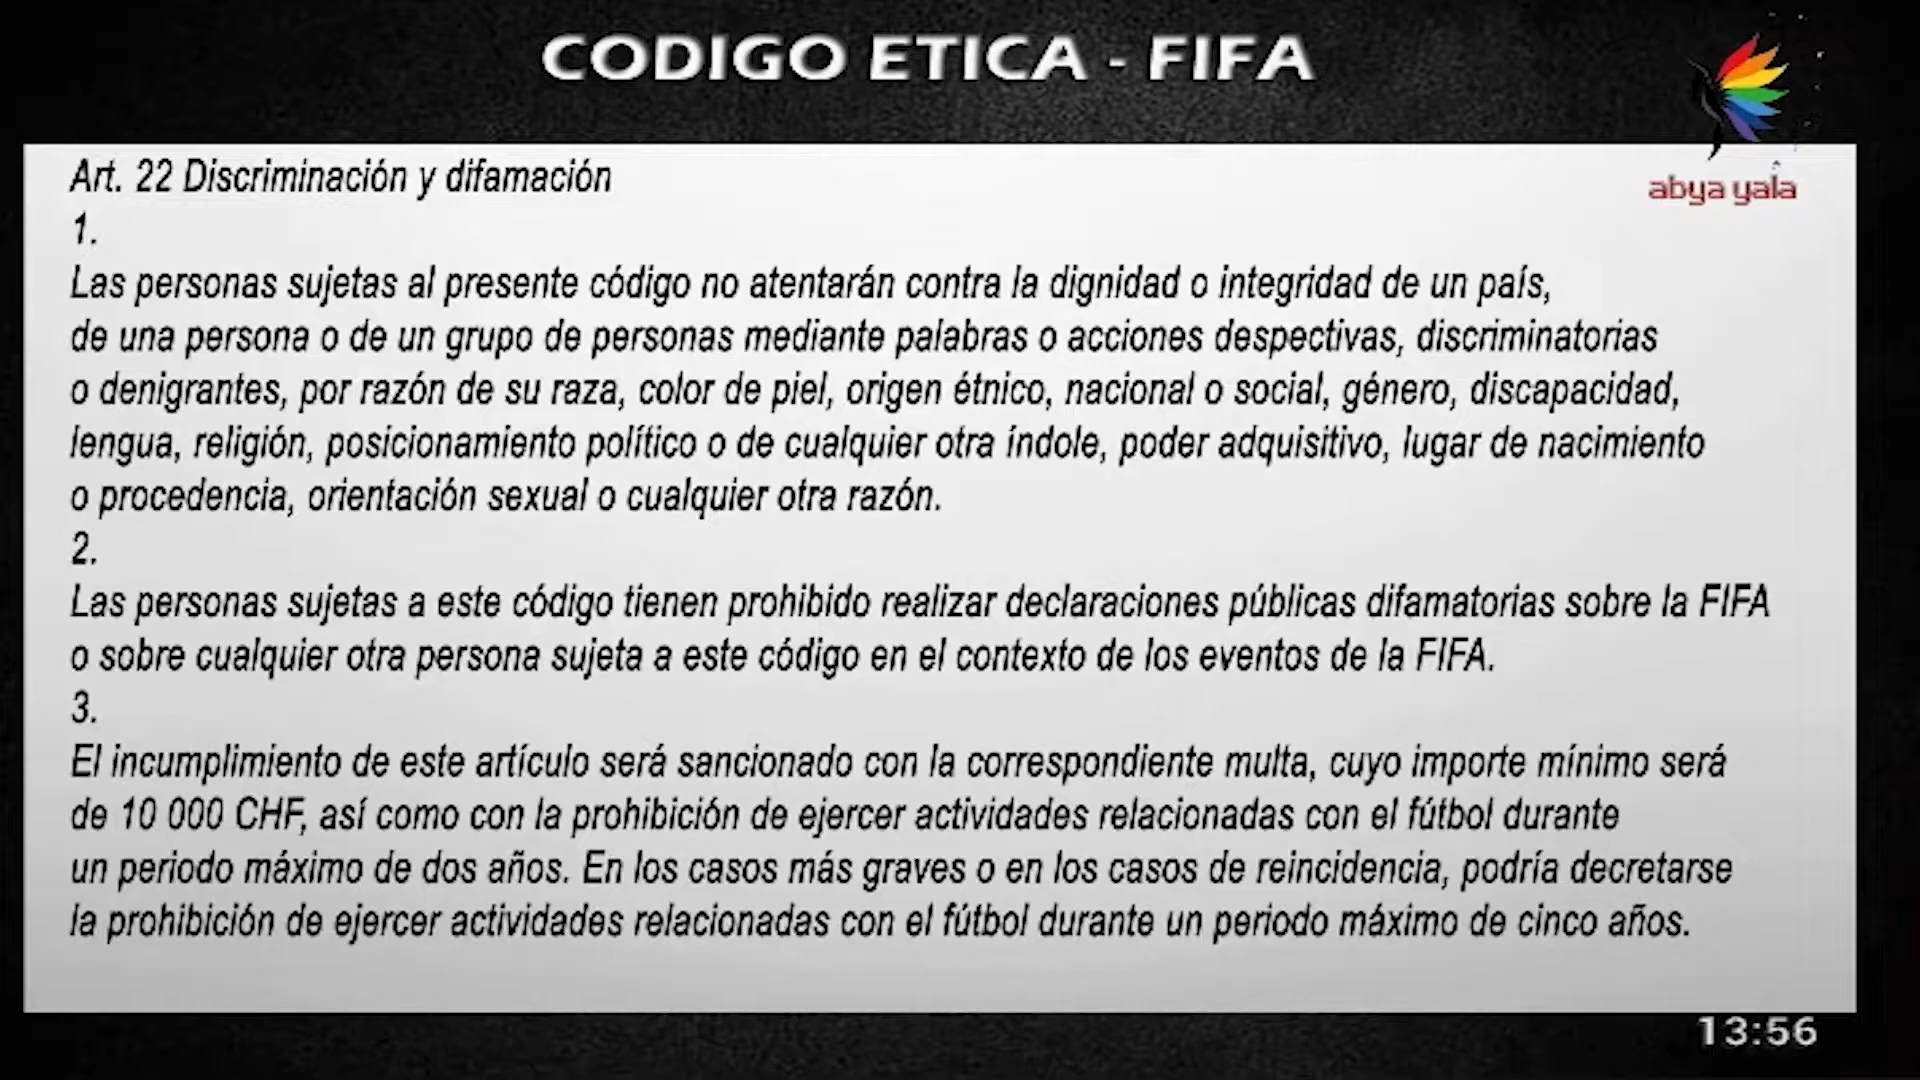 CODIGO ETICA - FIFA
abya yala
Art. 22 Discriminación y difamación
1.
Las personas sujetas al presente código no atentarán contra la dignidad o integridad de un país,
de una persona o de un grupo de personas mediante palabras o acciones despectivas, discriminatorias
o denigrantes, por razón de su raza, color de piel, origen étnico, nacional o social, género, discapacidad,
lengua, religión, posicionamiento político o de cualquier otra índole, poder adquisitivo, lugar de nacimiento
o procedencia, orientación sexual o cualquier otra razón.
2.
Las personas sujetas a este código tienen prohibido realizar declaraciones públicas difamatorias sobre la FIFA
o sobre cualquier otra persona sujeta a este código en el contexto de los eventos de la FIFA.
3.
El incumplimiento de este artículo será sancionado con la correspondiente multa, cuyo importe mínimo será
de 10 000 CHF, así como con la prohibición de ejercer actividades relacionadas con el fútbol durante
un periodo máximo de dos años. En los casos más graves o en los casos de reincidencia, podría decretarse
la prohibición de ejercer actividades relacionadas con el fútbol durante un periodo máximo de cinco años.
13:56